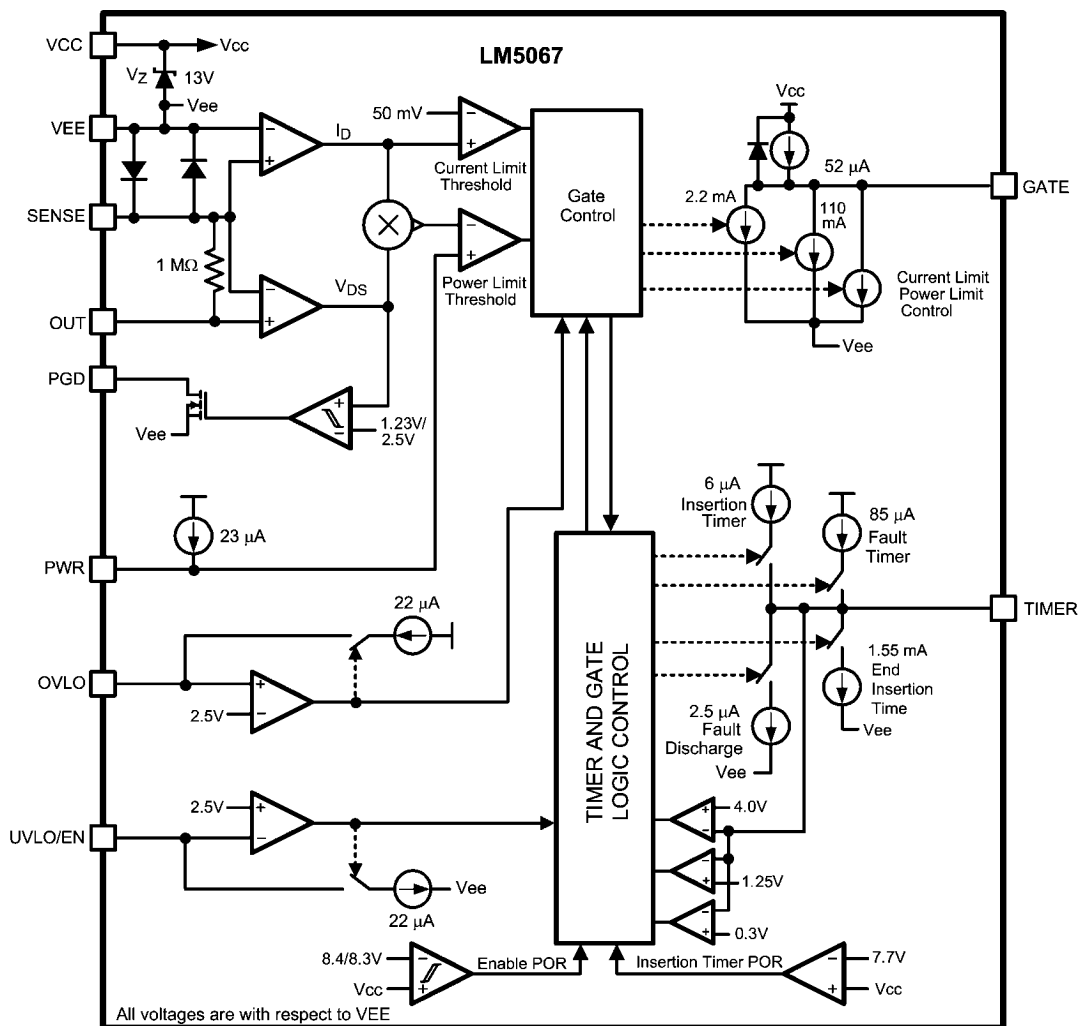 LM5067
VCC
Vcc
VZ
13V
Vee
VEE
SENSE
1 MΩ
OUT
PGD
Vee
ID
VDS
50 mV
Current Limit
Threshold
Power Limit
Threshold
1.23V/
2.5V
Gate
Control
Vcc
52 µA
GATE
2.2 mA
110
mA
Current Limit
Power Limit
Control
Vee
23 µA
PWR
22 µA
OVLO
2.5V
2.5V
UVLO/EN
Vee
22 µA
6 µA
Insertion
Timer
85 µA
Fault
Timer
TIMER
1.55 mA
End
Insertion
Time
Vee
2.5 µA
Fault
Discharge
Vee
TIMER AND GATE
LOGIC CONTROL
4.0V
1.25V
0.3V
8.4/8.3V
Vcc
Enable POR
Insertion Timer POR
7.7V
Vcc
All voltages are with respect to VEE